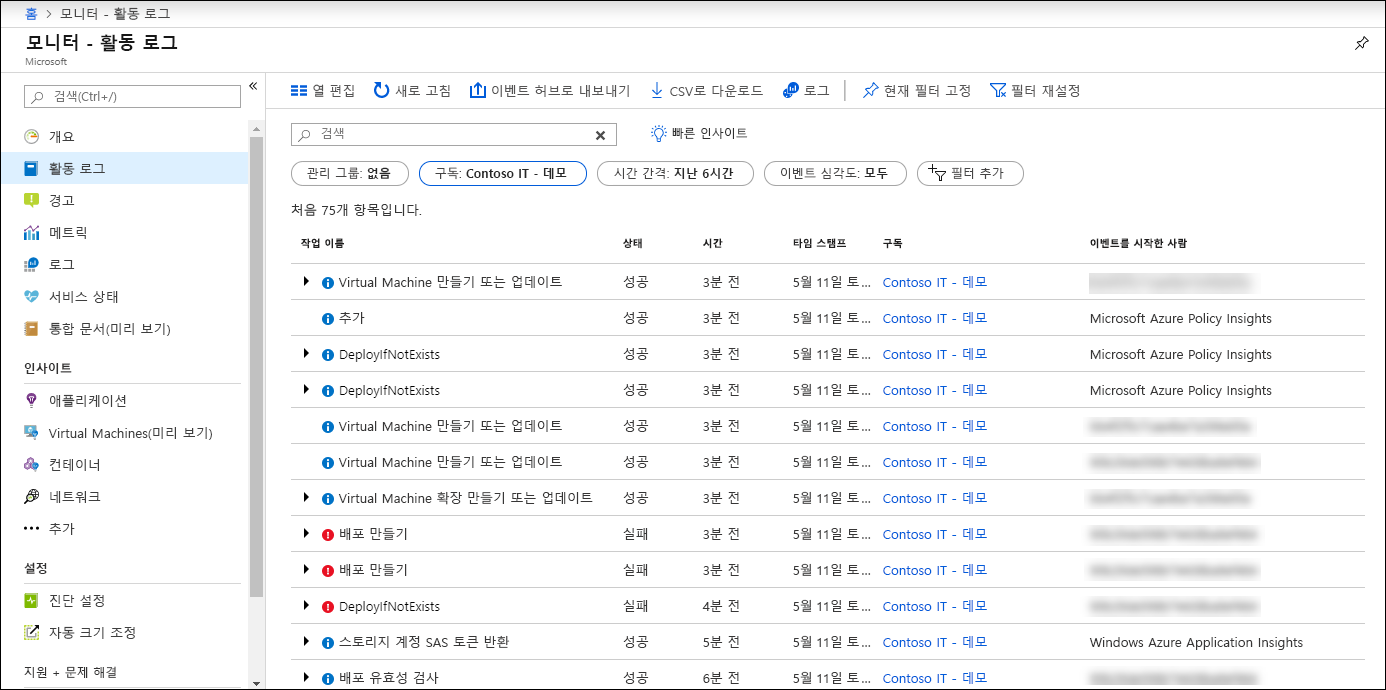 홈 > 모니터 - 활동 로그
모니터 - 활동 로그
Microsoft
검색(Ctrl+/)
«
개요
활동 로그
경고
메트릭
로그
서비스 상태
통합 문서(미리 보기)
인사이트
애플리케이션
Virtual Machines(미리 보기)
컨테이너
네트워크
추가
설정
진단 설정
자동 크기 조정
지원 + 문제 해결
열 편집 새로 고침 이벤트 허브로 내보내기 CSV로 다운로드 로그 현재 필터 고정 필터 재설정
검색 빠른 인사이트
관리 그룹: 없음 구독: Contoso IT - 데모 시간 간격: 지난 6시간 이벤트 심각도: 모두 필터 추가
처음 75개 항목입니다.
작업 이름 상태 시간 타임 스탬프 구독 이벤트를 시작한 사람
Virtual Machine 만들기 또는 업데이트 성공 3분 전 5월 11일 토... Contoso IT - 데모
추가 성공 3분 전 5월 11일 토... Contoso IT - 데모 Microsoft Azure Policy Insights
DeployIfNotExists 성공 3분 전 5월 11일 토... Contoso IT - 데모 Microsoft Azure Policy Insights
DeployIfNotExists 성공 3분 전 5월 11일 토... Contoso IT - 데모 Microsoft Azure Policy Insights
Virtual Machine 만들기 또는 업데이트 성공 3분 전 5월 11일 토... Contoso IT - 데모
Virtual Machine 만들기 또는 업데이트 성공 3분 전 5월 11일 토... Contoso IT - 데모
Virtual Machine 확장 만들기 또는 업데이트 성공 3분 전 5월 11일 토... Contoso IT - 데모
배포 만들기 실패 3분 전 5월 11일 토... Contoso IT - 데모
배포 만들기 실패 3분 전 5월 11일 토... Contoso IT - 데모
DeployIfNotExists 실패 4분 전 5월 11일 토... Contoso IT - 데모
스토리지 계정 SAS 토큰 반환 성공 5분 전 5월 11일 토... Contoso IT - 데모 Windows Azure Application Insights
배포 유효성 검사 성공 6분 전 5월 11일 토... Contoso IT - 데모